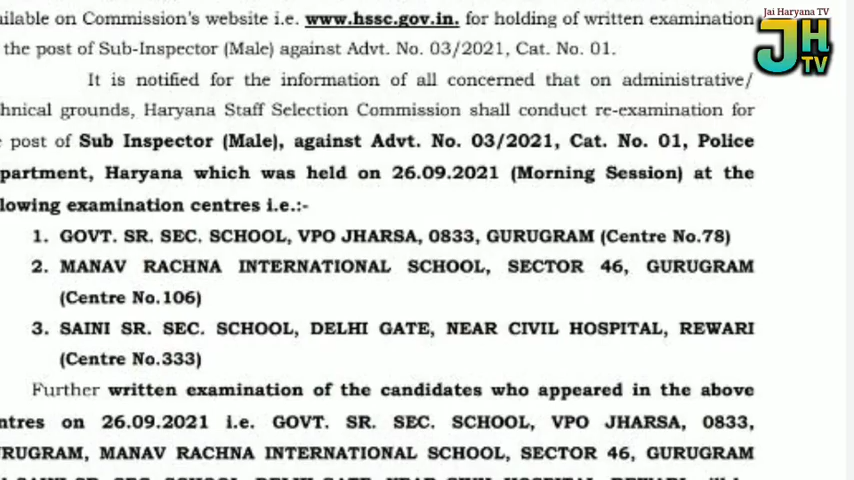 Jai Haryana TV
JH
TV
ailable on Commission's website i.e. www.hssc.gov.in. for holding of written examination
the post of Sub-Inspector (Male) against Advt. No. 03/2021, Cat. No. 01.
It is notified for the information of all concerned that on administrative/
hnical grounds, Haryana Staff Selection Commission shall conduct re-examination for
post of Sub Inspector (Male), against Advt. No. 03/2021, Cat. No. 01, Police
partment, Haryana which was held on 26.09.2021 (Morning Session) at the
lowing examination centres i.e.:-
1. GOVT. SR. SEC. SCHOOL, VPO JHARSA, 0833, GURUGRAM (Centre No.78)
2. MANAV RACHNA INTERNATIONAL SCHOOL, SECTOR 46, GURUGRAM
(Centre No.106)
3. SAINI SR. SEC. SCHOOL, DELHI GATE, NEAR CIVIL HOSPITAL, REWARI
(Centre No.333)
Further written examination of the candidates who appeared in the above
ntres on 26.09.2021 i.e. GOVT. SR. SEC. SCHOOL, VPO JHARSA, 0833,
RUGRAM, MANAV RACHNA INTERNATIONAL SCHOOL, SECTOR 46, GURUGRAM